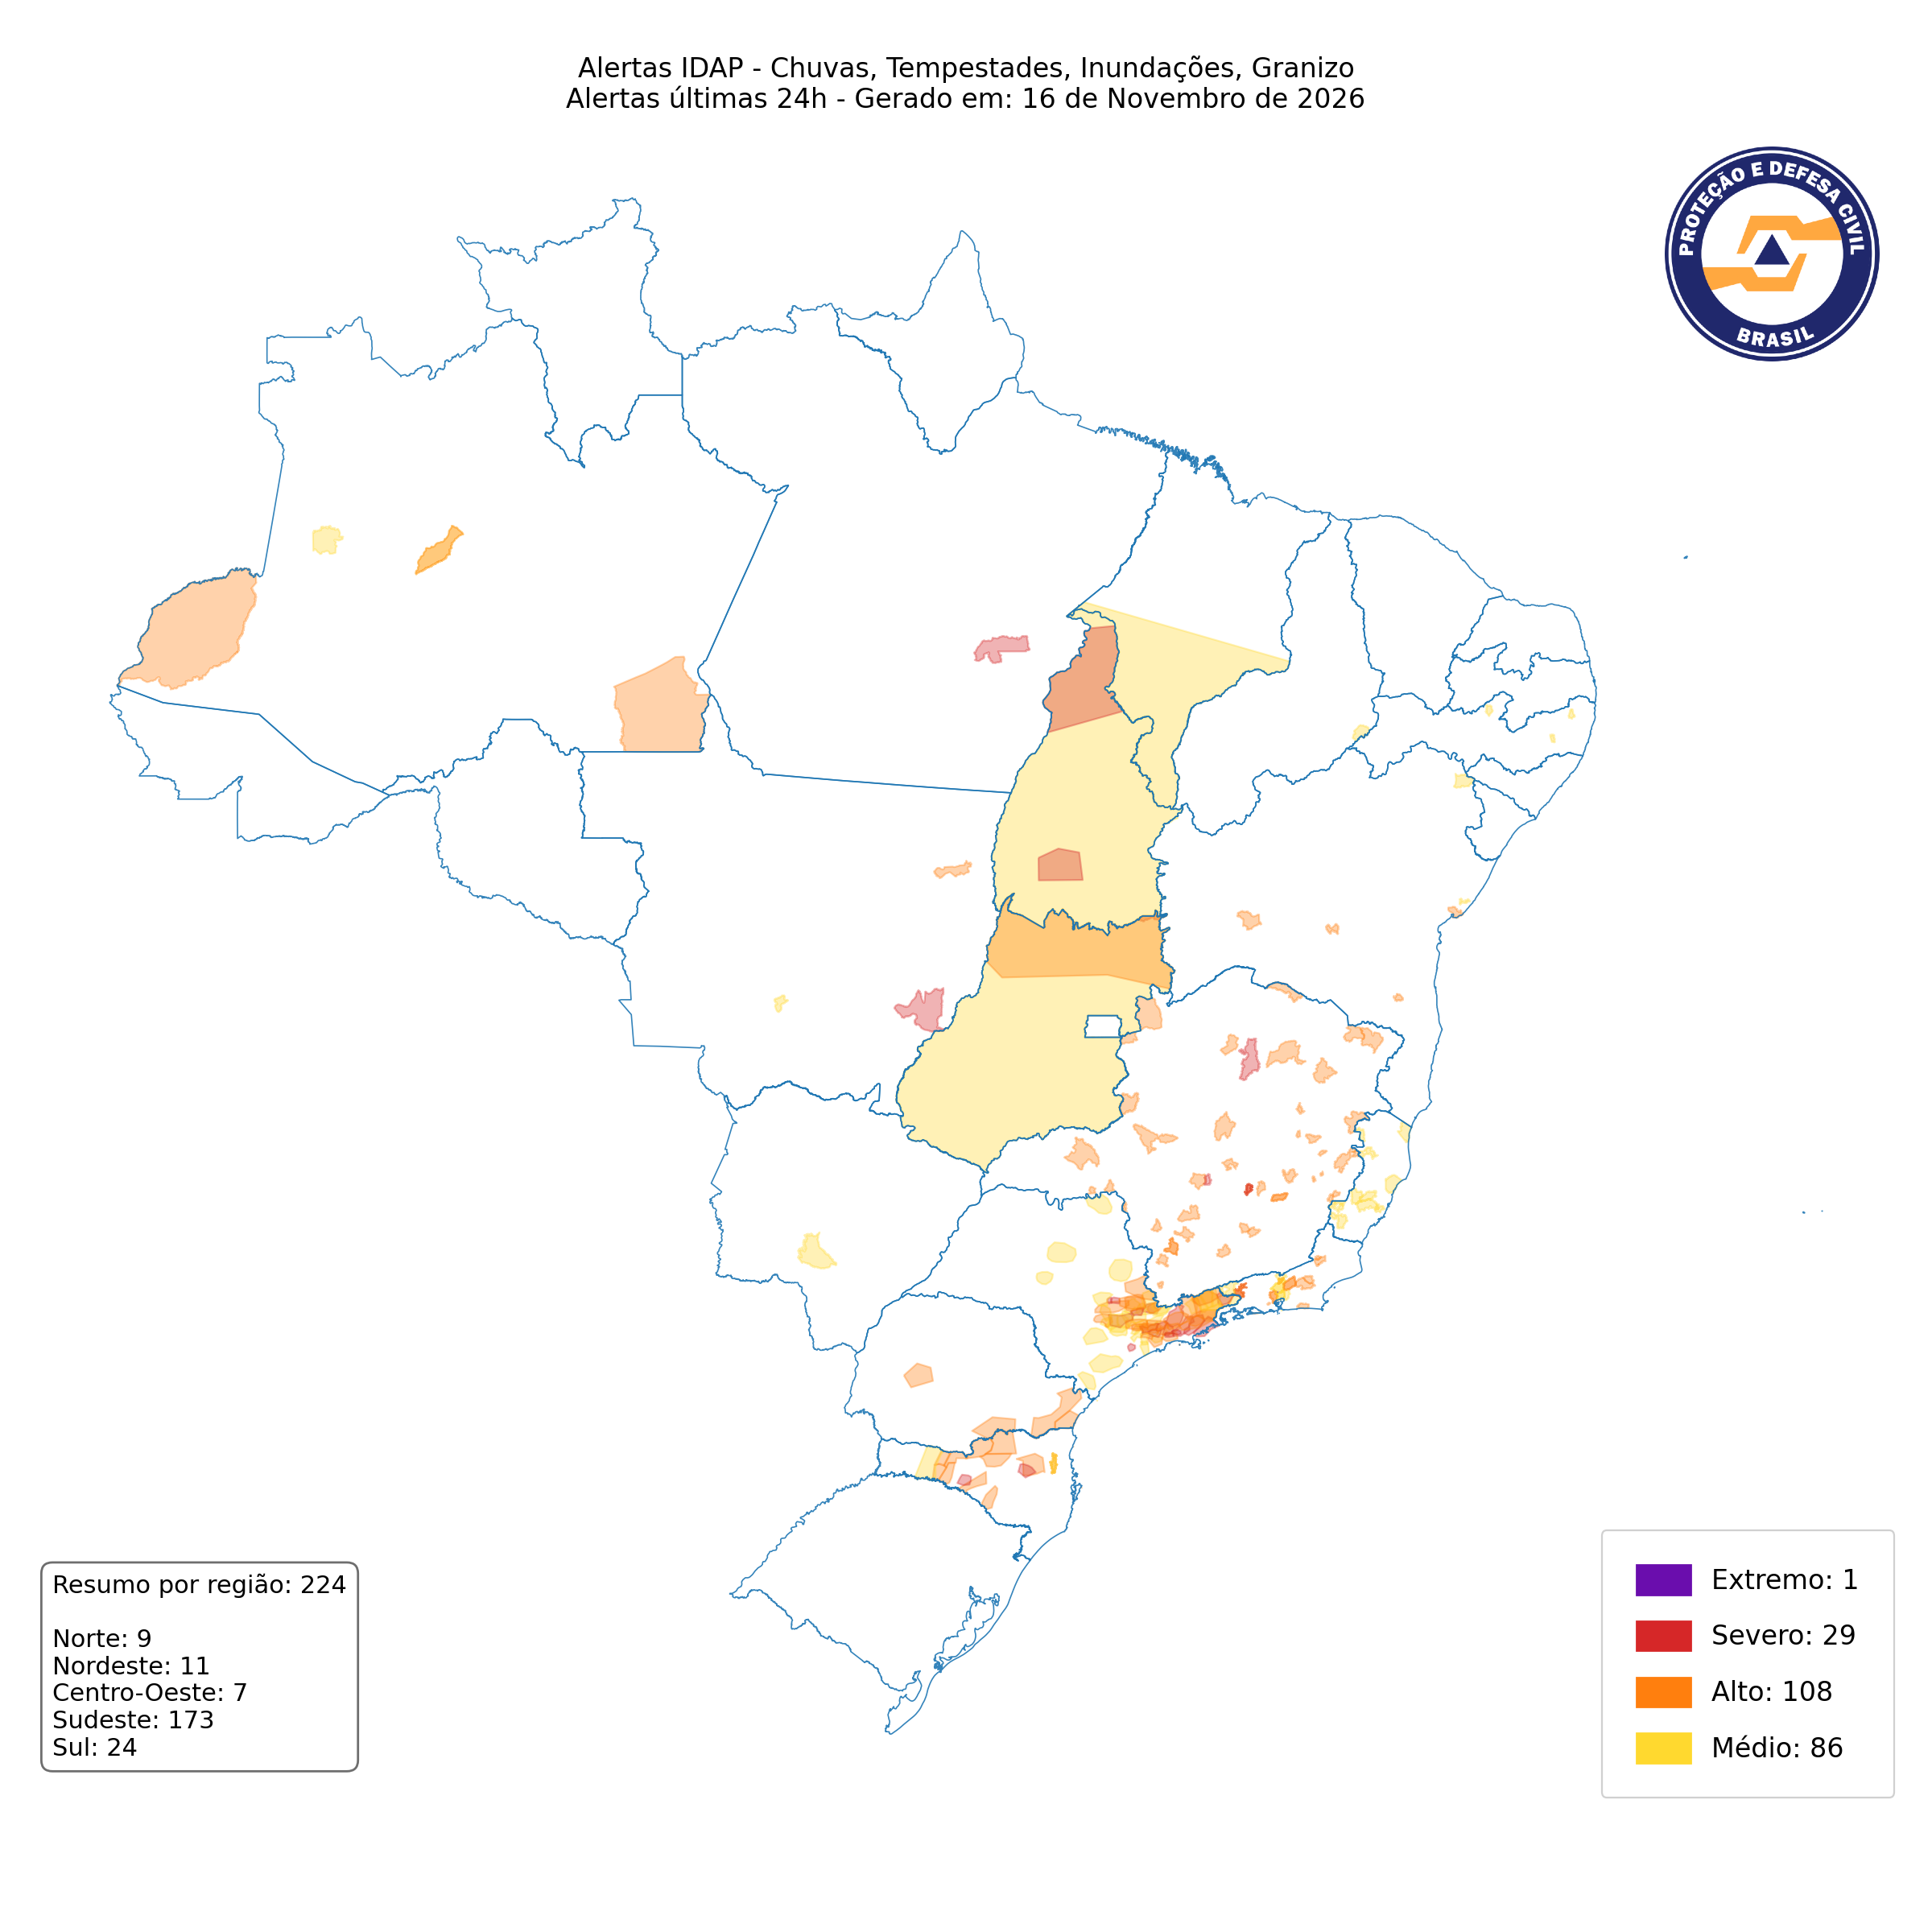 Alertas IDAP - Chuvas, Tempestades, Inundações, Granizo
Alertas últimas 24h - Gerado em: 16 de Novembro de 2026
PROTEÇÃO E DEFESA CIVIL
BRASIL
Resumo por região: 224
Norte: 9
Nordeste: 11
Centro-Oeste: 7
Sudeste: 173
Sul: 24
Extremo: 1
Severo: 29
Alto: 108
Médio: 86